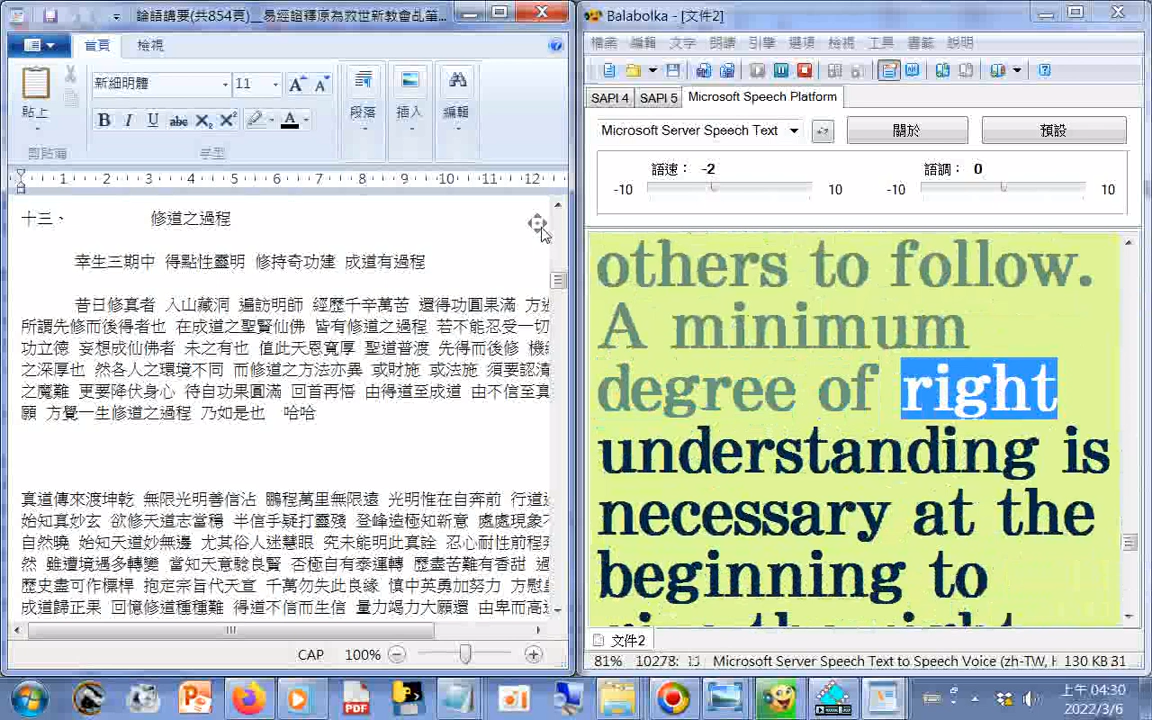 論語講要(共854頁)__易經證釋原為救世新教會乩筆...
首頁
檢視
貼上
剪貼簿
新細明體
11
字型
段落
插入
編輯
1 2 3 4 5 6 7 8 9 10 11 12
十三、 修道之過程
幸生三期中 得點性靈明 修持奇功建 成道有過程
昔日修真者 入山藏洞 遍訪明師 經歷千辛萬苦 還得功圓果滿 方
所謂先修而後得者也 在成道之聖賢仙佛 皆有修道之過程 若不能忍受一切
功立德 妄想成仙佛者 未之有也 值此天恩寬厚 聖道普渡 先得而後修 機
之深厚也 然各人之環境不同 而修道之方法亦異 或財施 或法施 須要認清
之魔難 更要降伏身心 待自功果圓滿 回首再悟 由得道至成道 由不信至真
願 方覺一生修道之過程 乃如是也 哈哈
真道傳來渡坤乾 無限光明善信沾 鵬程萬里無限遠 光明惟在自奔前 行道
始知真妙玄 欲修天道志當穩 半信乎疑打靈殘 登峰造極知新意 處處現象
自然曉 始知天道妙無邊 尤其俗人迷慧眼 究未能明此真詮 忍心耐性前程
然 雖遭境遇多轉變 當知天意驗良賢 否極自有泰運轉 歷盡苦難有香甜 過
歷史盡可作標桿 抱定宗旨代天宣 千萬勿失此良緣 慎中英勇加努力 方慰
成道歸正果 回憶修道種種難 得道不信而生信 量力竭力大願還 由卑而高
CAP 100%
Balabolka - [文件2]
檔案 編輯 文字 朗讀 引擎 選項 檢視 工具 書籤 說明
SAPI 4 SAPI 5 Microsoft Speech Platform
Microsoft Server Speech Text
關於
預設
語速： -2
-10 10
語調： 0
-10 10
others to follow.
A minimum
degree of right
understanding is
necessary at the
beginning to
文件2
81% 10278: Microsoft Server Speech Text to Speech Voice (zh-TW, H 130 KB 31
上午 04:30
2022/3/6